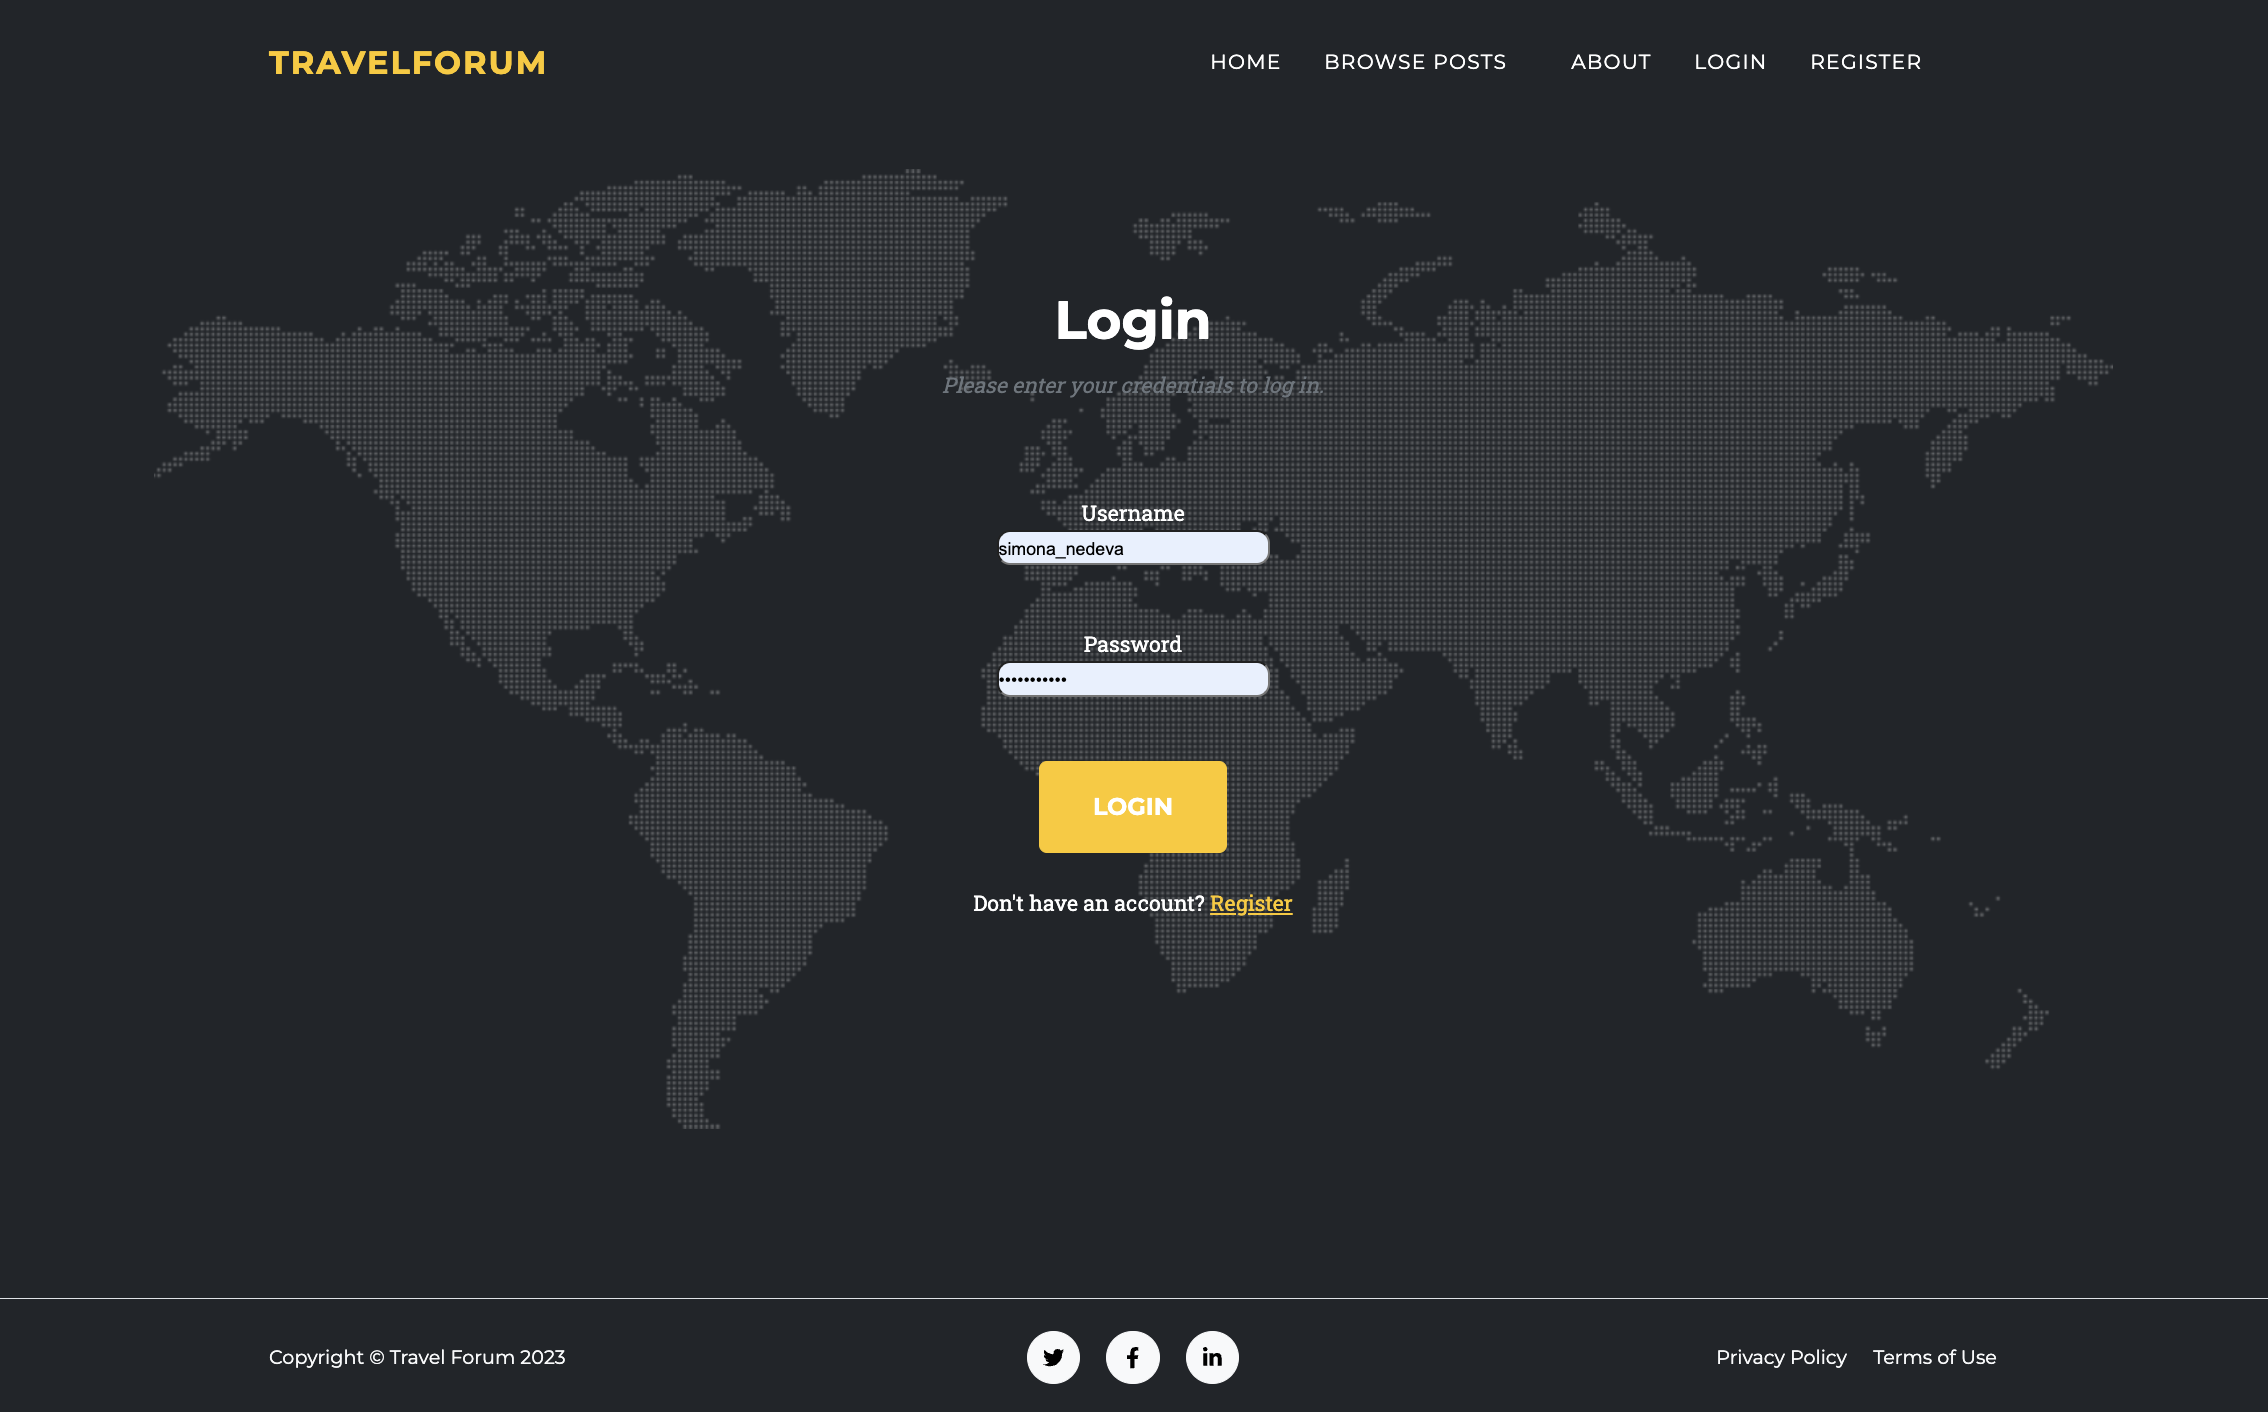 TRAVELFORUM
HOME BROWSE POSTS ABOUT LOGIN REGISTER
Login
Please enter your credentials to log in.
Username
simona_nedeva
Password
•••••••••••
LOGIN
Don't have an account? Register
Copyright © Travel Forum 2023
Privacy Policy Terms of Use